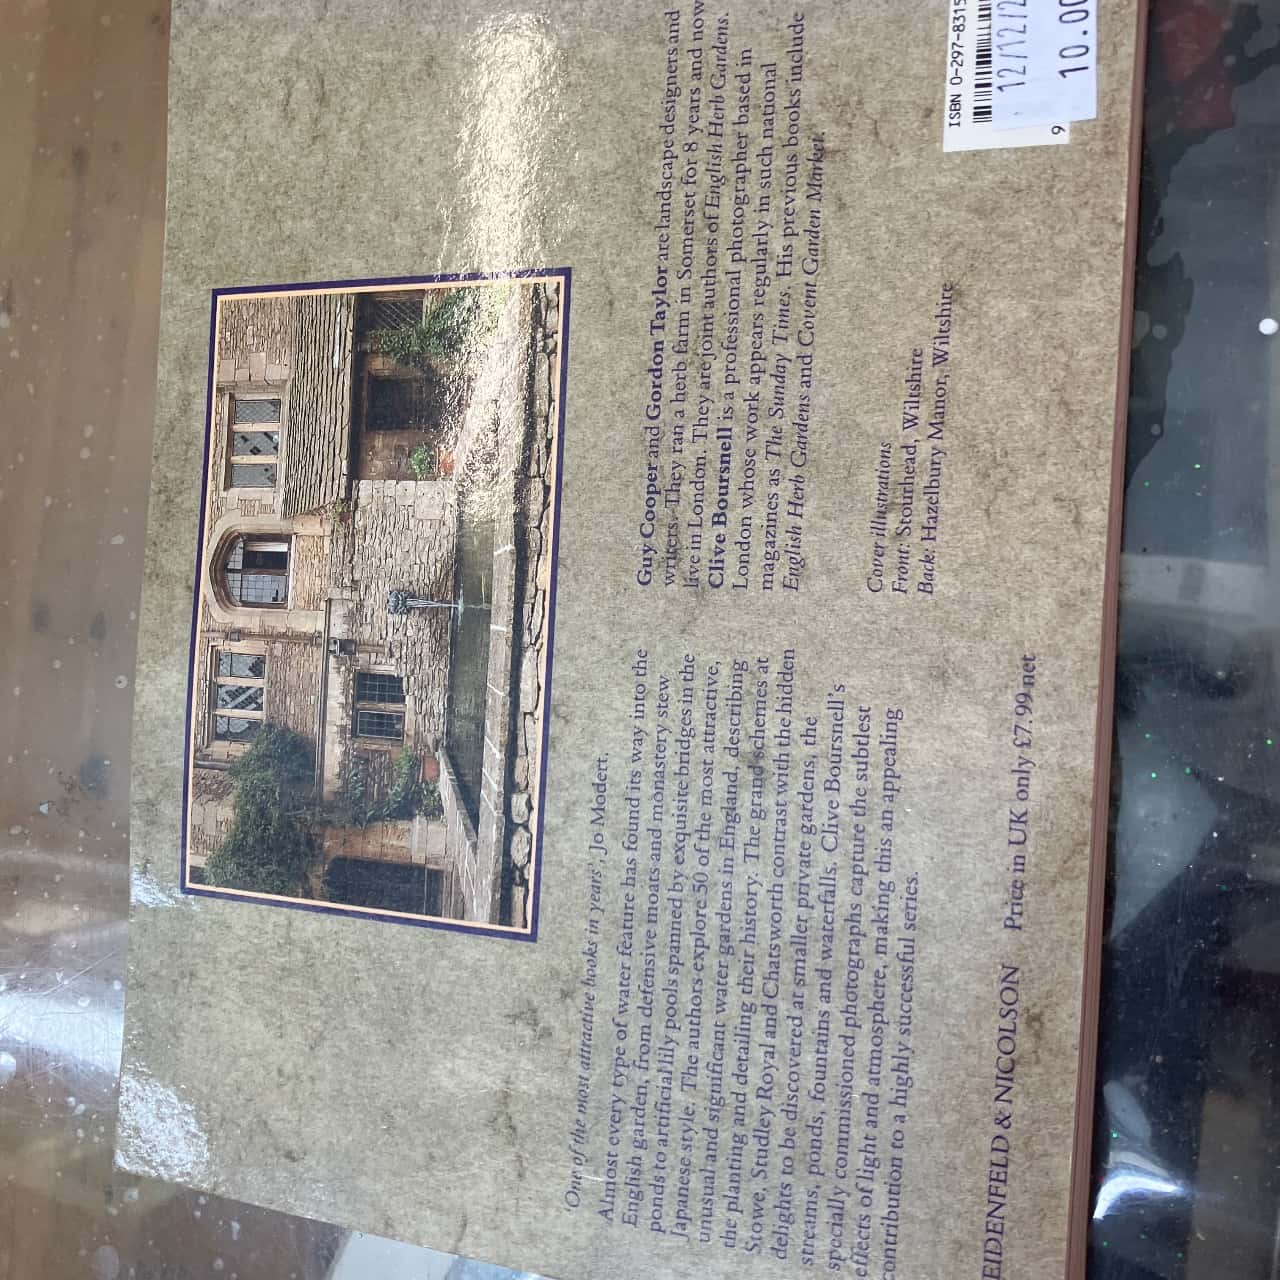 'One of the most attractive books in years', Jo Modert.
Almost every type of water feature has found its way into the
English garden, from defensive moats and monastery stew
ponds to artificial lily pools spanned by exquisite bridges in the
Japanese style. The authors explore 50 of the most attractive,
unusual and significant water gardens in England, describing
the planting and detailing their history. The grand schemes at
Stowe, Studley Royal and Chatsworth contrast with the hidden
delights to be discovered at smaller private gardens, the
streams, ponds, fountains and waterfalls. Clive Boursnell's
specially commissioned photographs capture the subtlest
effects of light and atmosphere, making this an appealing
contribution to a highly successful series.
Guy Cooper and Gordon Taylor are landscape designers and
writers. They ran a herb farm in Somerset for 8 years and now
live in London. They are joint authors of English Herb Gardens.
Clive Boursnell is a professional photographer based in
London whose work appears regularly in such national
magazines as The Sunday Times. His previous books include
English Herb Gardens and Covent Garden Market.
Cover illustrations
Front: Stourhead, Wiltshire
Back: Hazelbury Manor, Wiltshire
EIDENFELD & NICOLSON Price in UK only £7.99 net
ISBN 0-297-8315
12/12/2
10.00
9